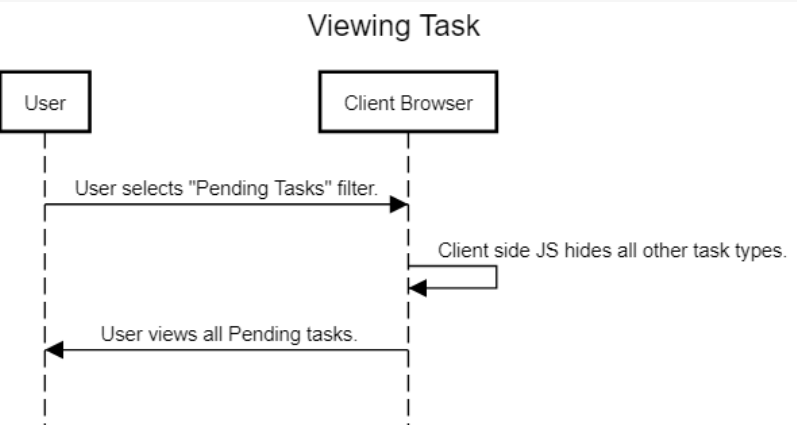 Viewing Task
User
Client Browser
User selects "Pending Tasks" filter.
Client side JS hides all other task types.
User views all Pending tasks.